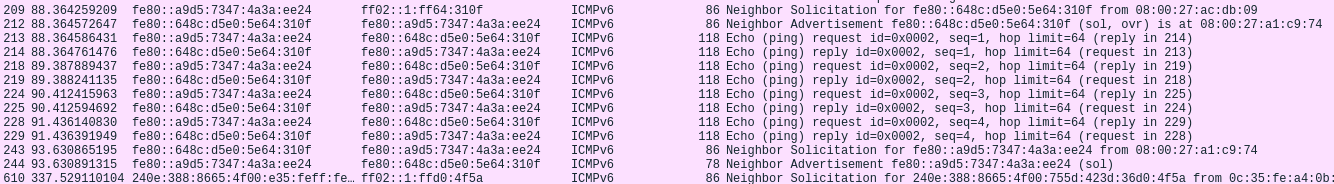 209 88.364259209 fe80::a9d5:7347:4a3a:ee24 ff02::1:ff64:310f ICMPv6 86 Neighbor Solicitation for fe80::648c:d5e0:5e64:310f from 08:00:27:ac:db:09
212 88.364572647 fe80::648c:d5e0:5e64:310f fe80::a9d5:7347:4a3a:ee24 ICMPv6 86 Neighbor Advertisement fe80::648c:d5e0:5e64:310f (sol, ovr) is at 08:00:27:a1:c9:74
213 88.364586431 fe80::a9d5:7347:4a3a:ee24 fe80::648c:d5e0:5e64:310f ICMPv6 118 Echo (ping) request id=0x0002, seq=1, hop limit=64 (reply in 214)
214 88.364761476 fe80::648c:d5e0:5e64:310f fe80::a9d5:7347:4a3a:ee24 ICMPv6 118 Echo (ping) reply id=0x0002, seq=1, hop limit=64 (request in 213)
218 89.387889437 fe80::a9d5:7347:4a3a:ee24 fe80::648c:d5e0:5e64:310f ICMPv6 118 Echo (ping) request id=0x0002, seq=2, hop limit=64 (reply in 219)
219 89.388241135 fe80::648c:d5e0:5e64:310f fe80::a9d5:7347:4a3a:ee24 ICMPv6 118 Echo (ping) reply id=0x0002, seq=2, hop limit=64 (request in 218)
224 90.412415963 fe80::a9d5:7347:4a3a:ee24 fe80::648c:d5e0:5e64:310f ICMPv6 118 Echo (ping) request id=0x0002, seq=3, hop limit=64 (reply in 225)
225 90.412594692 fe80::648c:d5e0:5e64:310f fe80::a9d5:7347:4a3a:ee24 ICMPv6 118 Echo (ping) reply id=0x0002, seq=3, hop limit=64 (request in 224)
228 91.436140830 fe80::a9d5:7347:4a3a:ee24 fe80::648c:d5e0:5e64:310f ICMPv6 118 Echo (ping) request id=0x0002, seq=4, hop limit=64 (reply in 229)
229 91.436391949 fe80::648c:d5e0:5e64:310f fe80::a9d5:7347:4a3a:ee24 ICMPv6 118 Echo (ping) reply id=0x0002, seq=4, hop limit=64 (request in 228)
243 93.630865195 fe80::648c:d5e0:5e64:310f fe80::a9d5:7347:4a3a:ee24 ICMPv6 86 Neighbor Solicitation for fe80::a9d5:7347:4a3a:ee24 from 08:00:27:a1:c9:74
244 93.630891315 fe80::a9d5:7347:4a3a:ee24 fe80::648c:d5e0:5e64:310f ICMPv6 78 Neighbor Advertisement fe80::a9d5:7347:4a3a:ee24 (sol)
610 337.529110104 240e:388:8665:4f00:e35:feff:fe… ff02::1:ffd0:4f5a ICMPv6 86 Neighbor Solicitation for 240e:388:8665:4f00:755d:423d:36d0:4f5a from 0c:35:fe:a4:0b: